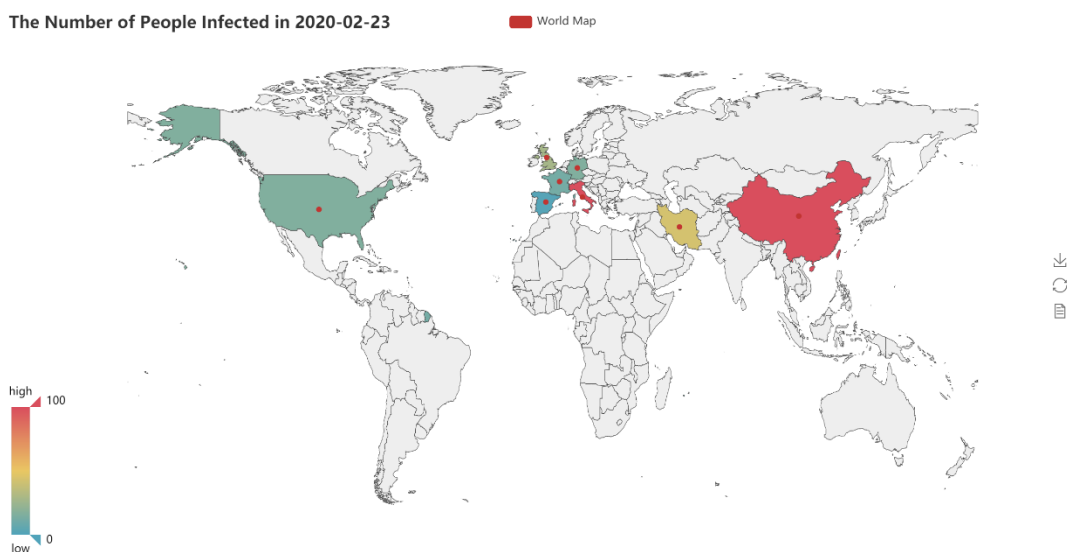 The Number of People Infected in 2020-02-23
World Map
high
100
0
low